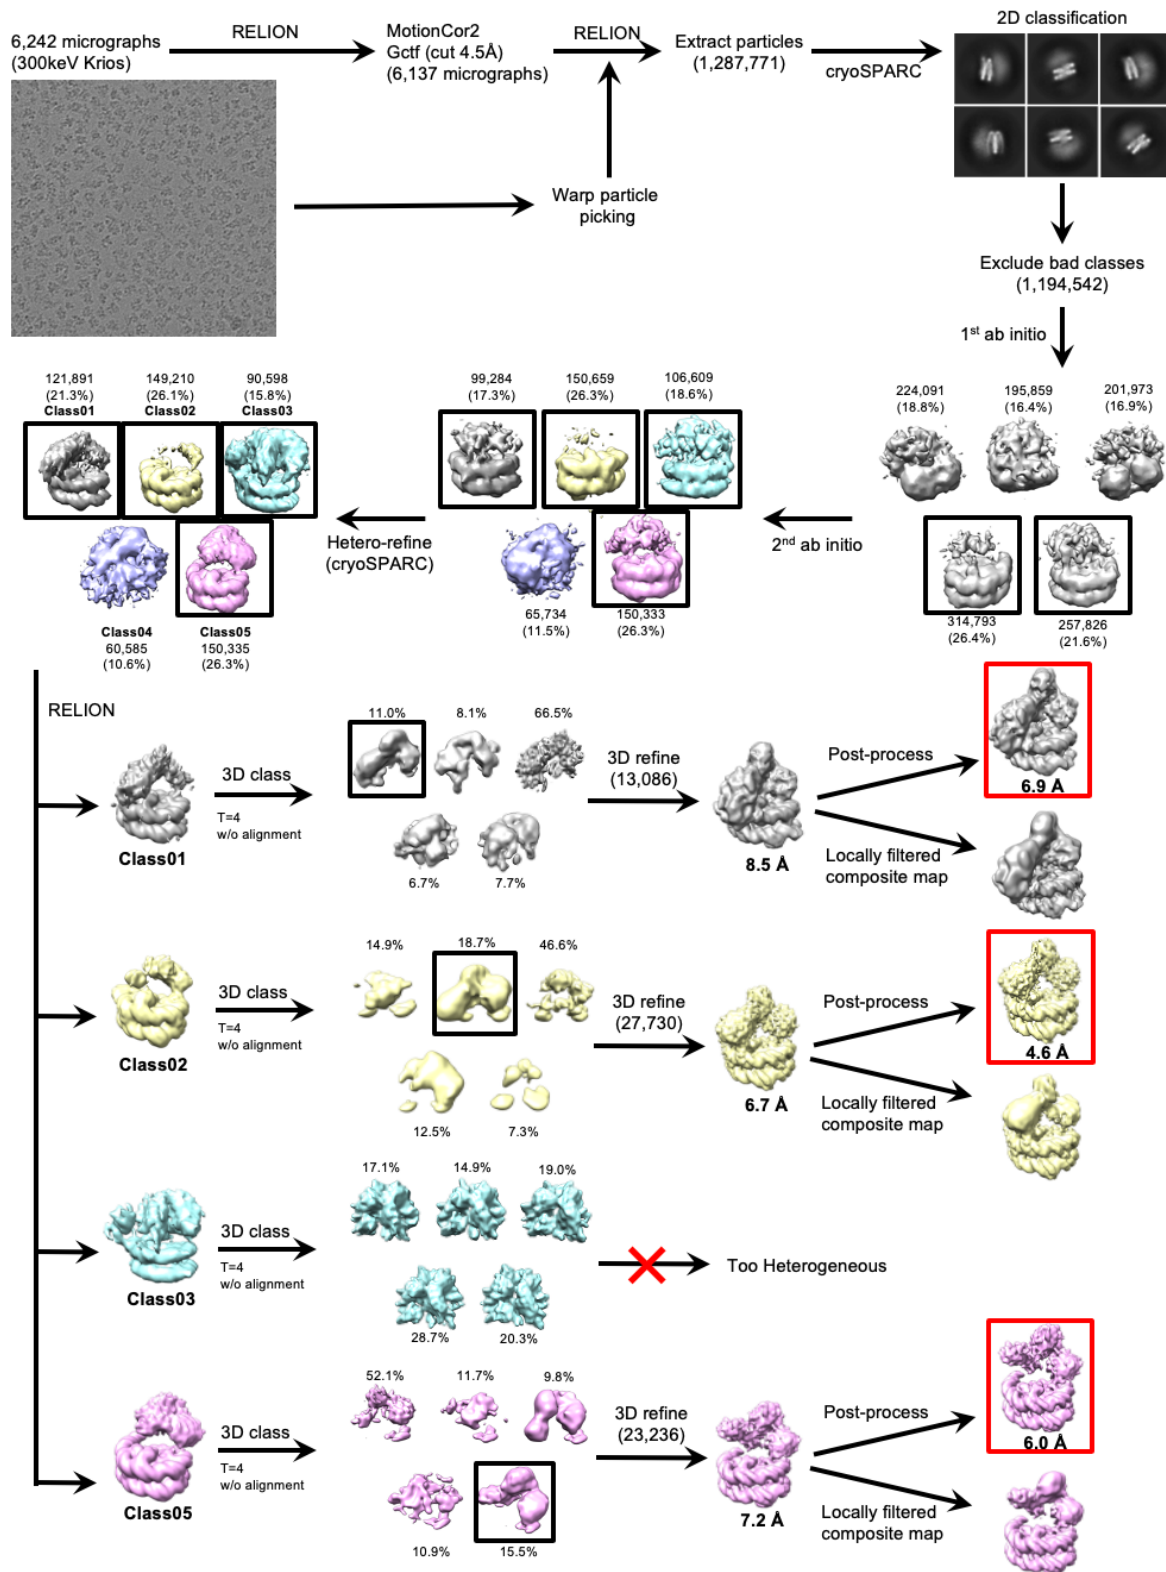 6,242 micrographs
(300keV Krios)
RELION
MotionCor2
Gctf (cut 4.5Å)
(6,137 micrographs)
RELION
Extract particles
(1,287,771)
cryoSPARC
2D classification
Warp particle
picking
Exclude bad classes
(1,194,542)
1st ab initio
224,091
(18.8%)
195,859
(16.4%)
201,973
(16.9%)
314,793
(26.4%)
257,826
(21.6%)
2nd ab initio
99,284
(17.3%)
150,659
(26.3%)
106,609
(18.6%)
65,734
(11.5%)
150,333
(26.3%)
Hetero-refine
(cryoSPARC)
121,891
(21.3%)
Class01
149,210
(26.1%)
Class02
90,598
(15.8%)
Class03
Class04
60,585
(10.6%)
Class05
150,335
(26.3%)
RELION
Class01
3D class
T=4
w/o alignment
11.0%
8.1%
66.5%
6.7%
7.7%
3D refine
(13,086)
8.5 Å
Post-process
6.9 Å
Locally filtered
composite map
Class02
3D class
T=4
w/o alignment
14.9%
18.7%
46.6%
12.5%
7.3%
3D refine
(27,730)
6.7 Å
Post-process
4.6 Å
Locally filtered
composite map
Class03
3D class
T=4
w/o alignment
17.1%
14.9%
19.0%
28.7%
20.3%
Too Heterogeneous
Class05
3D class
T=4
w/o alignment
52.1%
11.7%
9.8%
10.9%
15.5%
3D refine
(23,236)
7.2 Å
Post-process
6.0 Å
Locally filtered
composite map